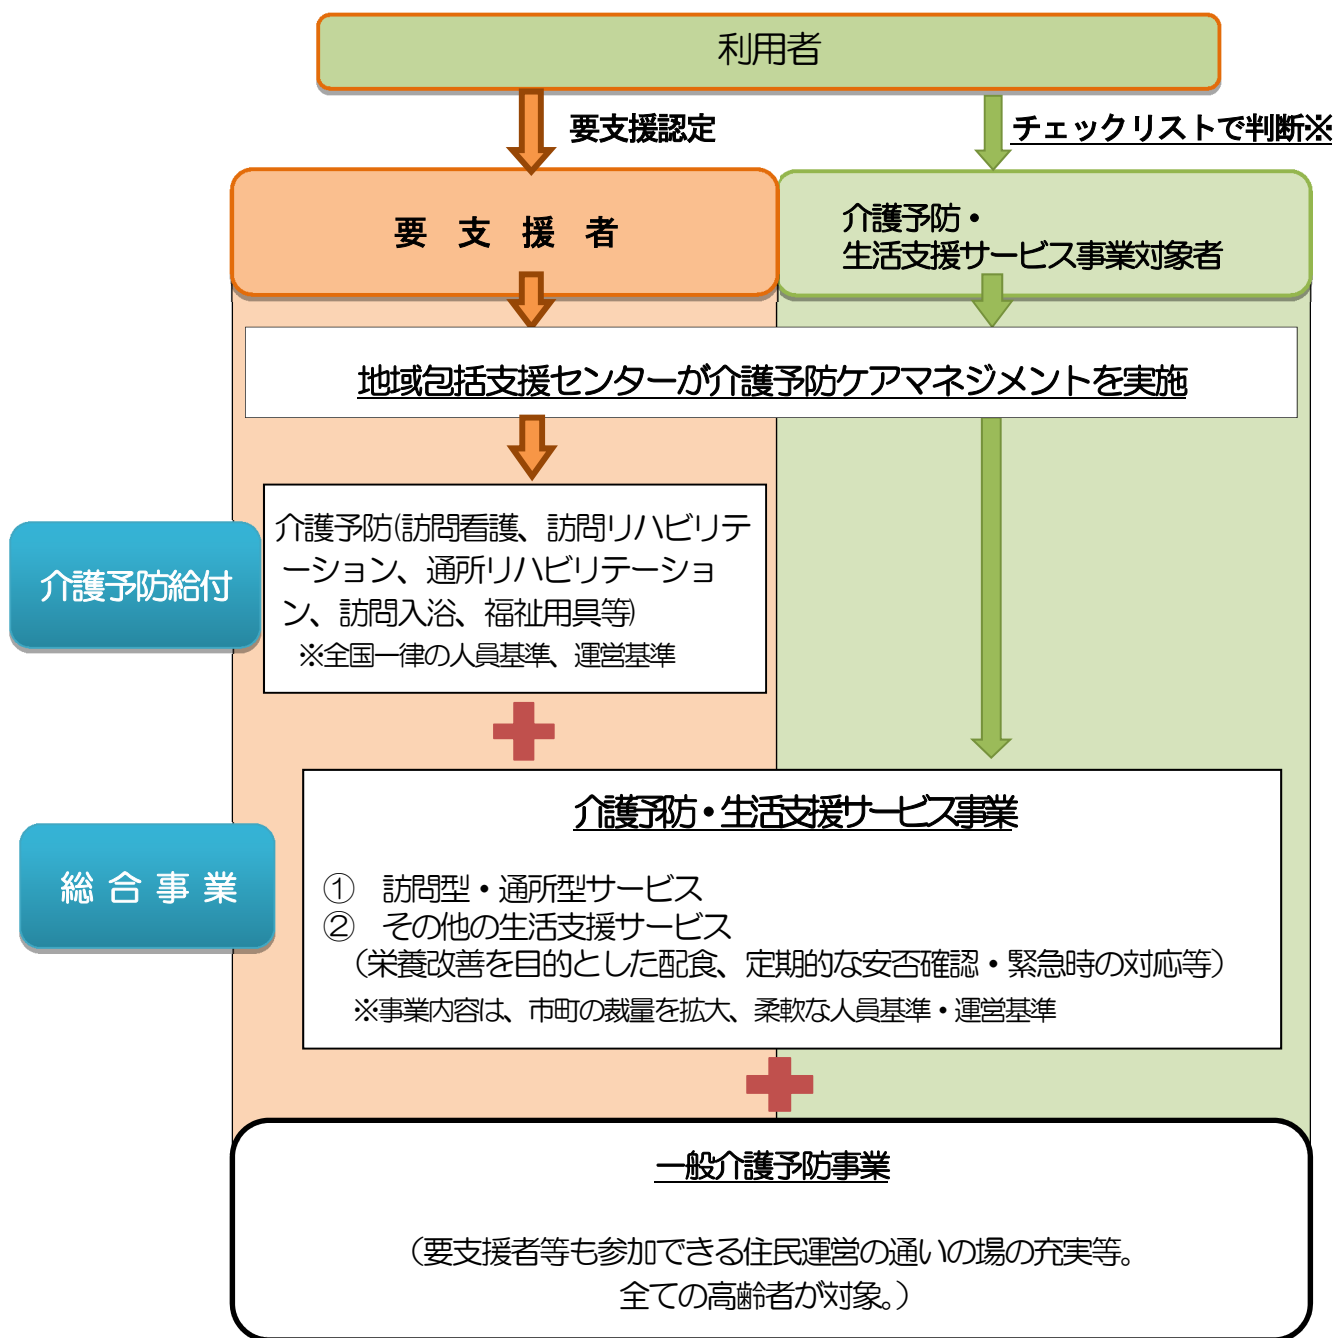 利用者
要支援認定
チェックリストで判断※
要支援者
介護予防・
生活支援サービス事業対象者
地域包括支援センターが介護予防ケアマネジメントを実施
介護予防給付
介護予防(訪問看護、訪問リハビリテ
ーション、通所リハビリテーショ
ン、訪問入浴、福祉用具等)
※全国一律の人員基準、運営基準
総合事業
介護予防・生活支援サービス事業
① 訪問型・通所型サービス
② その他の生活支援サービス
（栄養改善を目的とした配食、定期的な安否確認・緊急時の対応等）
※事業内容は、市町の裁量を拡大、柔軟な人員基準・運営基準
一般介護予防事業
（要支援者等も参加できる住民運営の通いの場の充実等。
全ての高齢者が対象。）